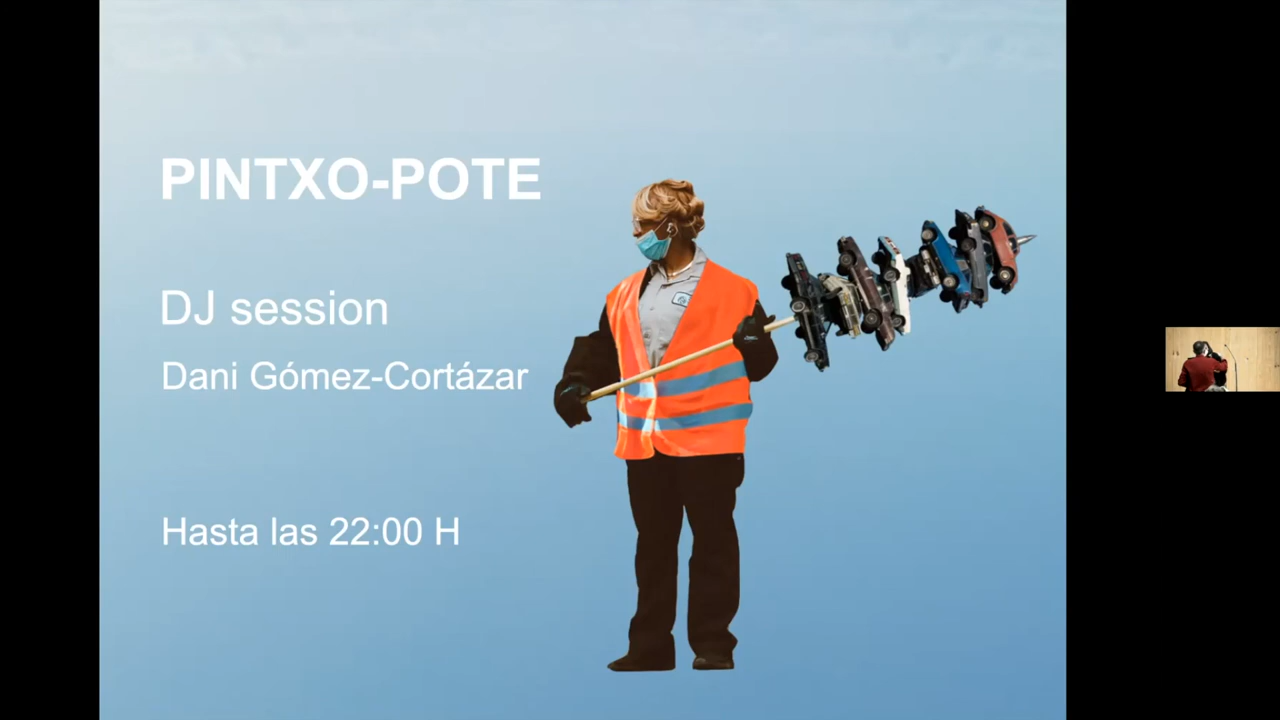 PINTXO-POTE
DJ session
Dani Gómez-Cortázar
Hasta las 22:00 H